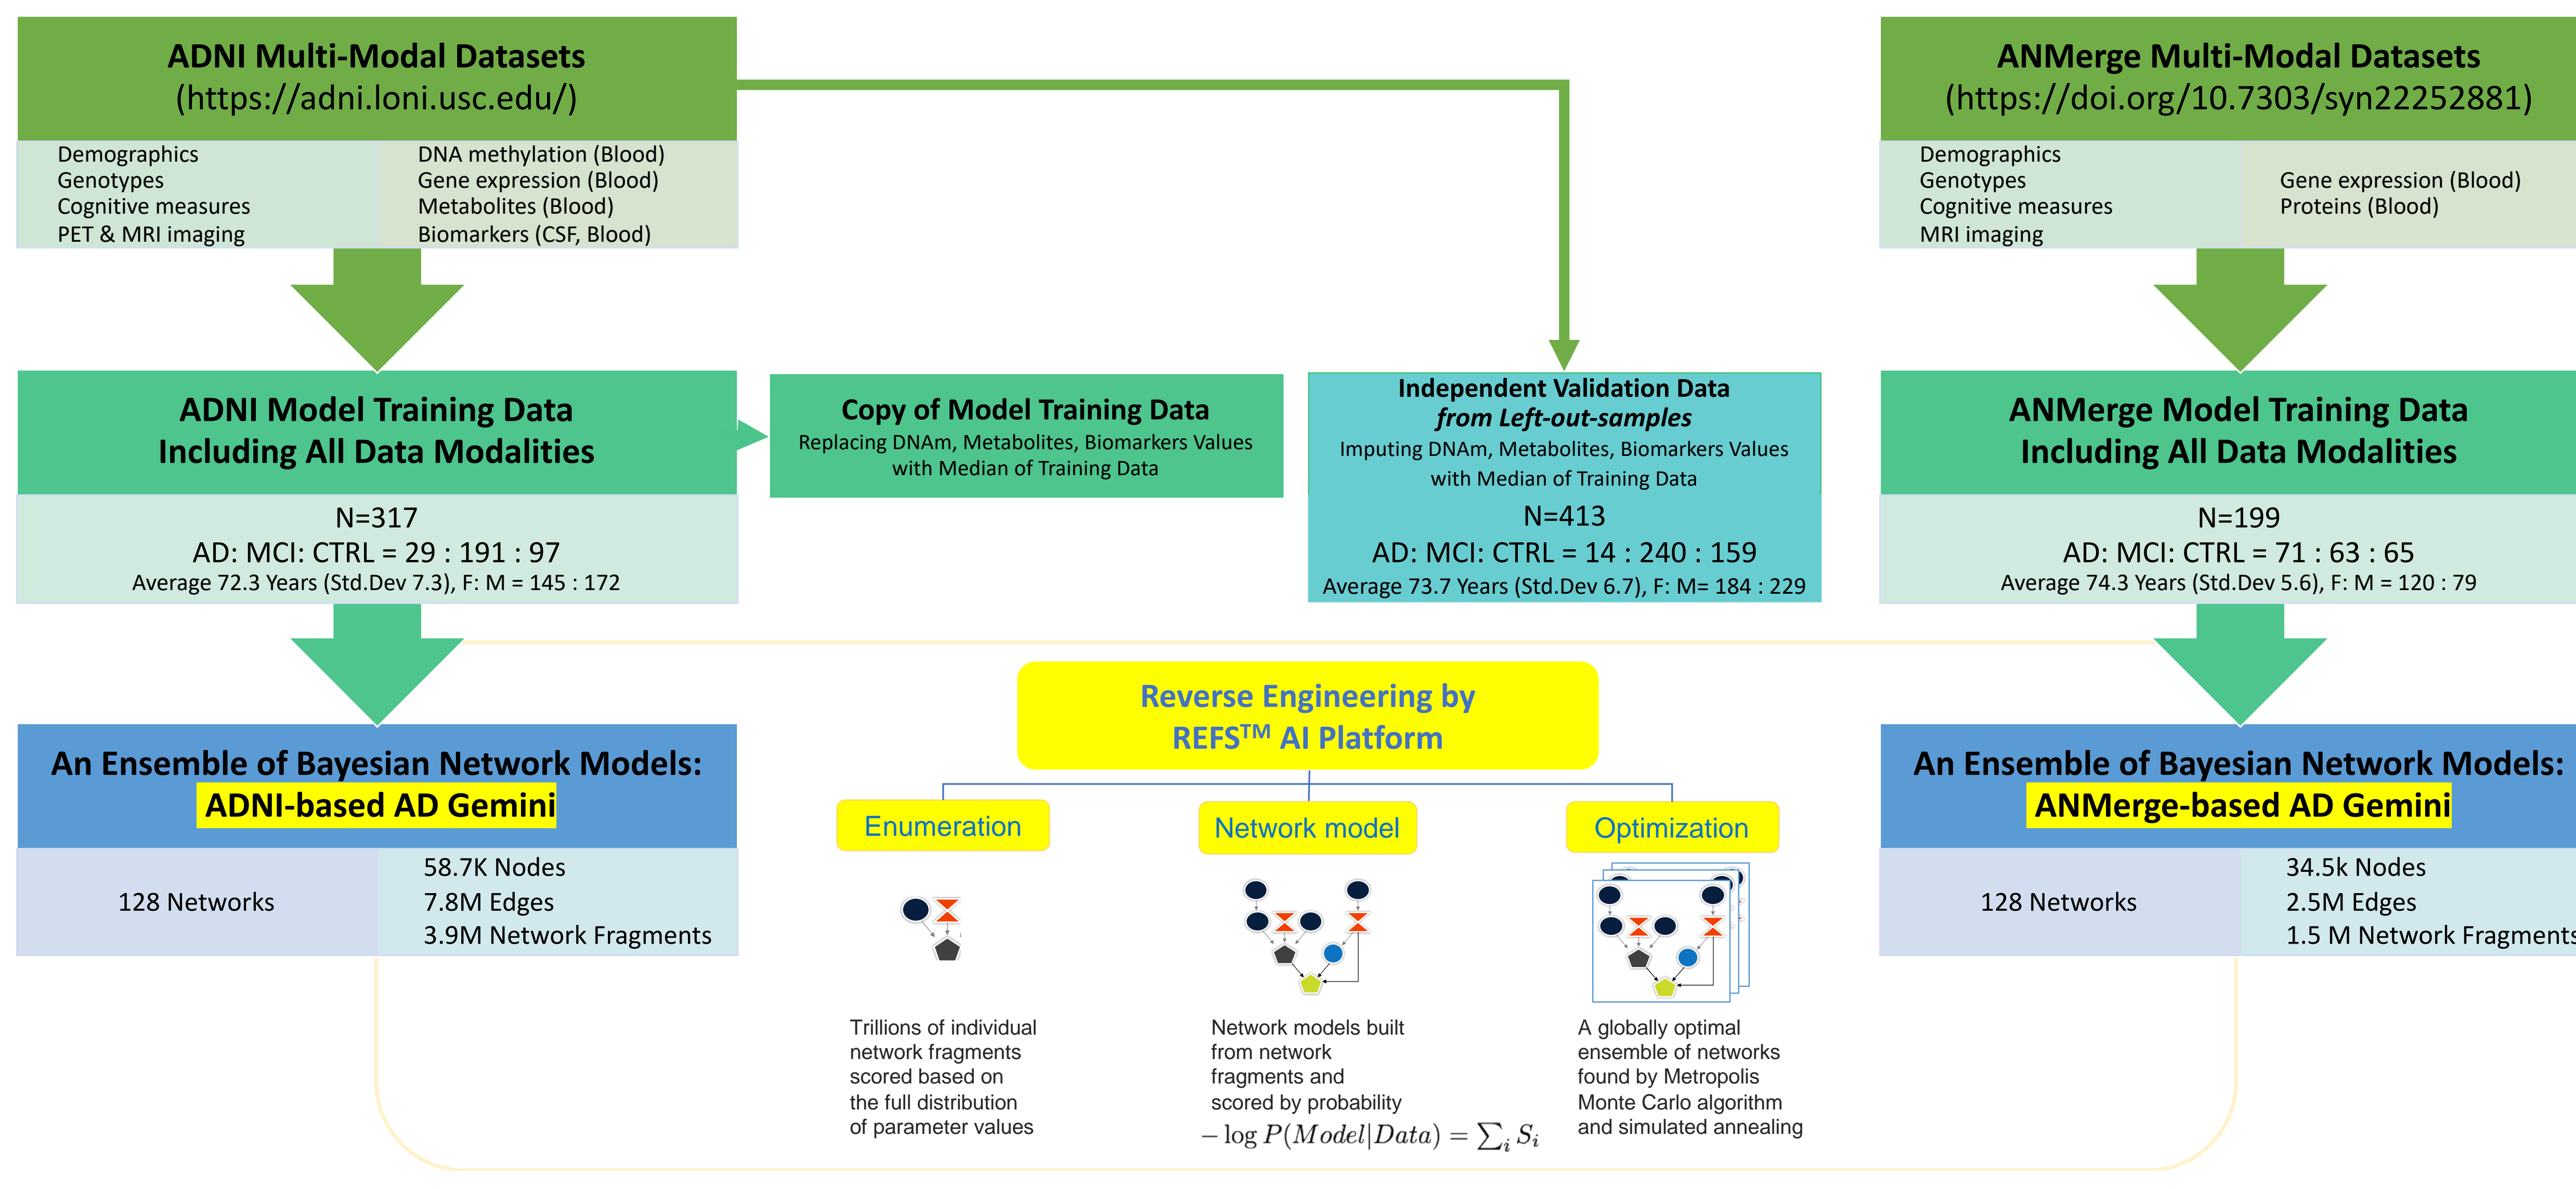 ADNI Multi-Modal Datasets
(https://adni.loni.usc.edu/)
Demographics
Genotypes
Cognitive measures
PET & MRI imaging
DNA methylation (Blood)
Gene expression (Blood)
Metabolites (Blood)
Biomarkers (CSF, Blood)
ANMerge Multi-Modal Datasets
(https://doi.org/10.7303/syn22252881)
Demographics
Genotypes
Cognitive measures
MRI imaging
Gene expression (Blood)
Proteins (Blood)
ADNI Model Training Data
Including All Data Modalities
N=317
AD: MCI: CTRL = 29 : 191 : 97
Average 72.3 Years (Std.Dev 7.3), F: M = 145 : 172
Copy of Model Training Data
Replacing DNAm, Metabolites, Biomarkers Values
with Median of Training Data
Independent Validation Data
from Left-out-samples
Imputing DNAm, Metabolites, Biomarkers Values
with Median of Training Data
N=413
AD: MCI: CTRL = 14 : 240 : 159
Average 73.7 Years (Std.Dev 6.7), F: M= 184 : 229
ANMerge Model Training Data
Including All Data Modalities
N=199
AD: MCI: CTRL = 71 : 63 : 65
Average 74.3 Years (Std.Dev 5.6), F: M = 120 : 79
An Ensemble of Bayesian Network Models:
ADNI-based AD Gemini
128 Networks
58.7K Nodes
7.8M Edges
3.9M Network Fragments
Reverse Engineering by
REFS™ AI Platform
Enumeration
Trillions of individual
network fragments
scored based on
the full distribution
of parameter values
Network model
Network models built
from network
fragments and
scored by probability
− log P(Model|Data) = ∑ᵢ Sᵢ
Optimization
A globally optimal
ensemble of networks
found by Metropolis
Monte Carlo algorithm
and simulated annealing
An Ensemble of Bayesian Network Models:
ANMerge-based AD Gemini
128 Networks
34.5k Nodes
2.5M Edges
1.5 M Network Fragments